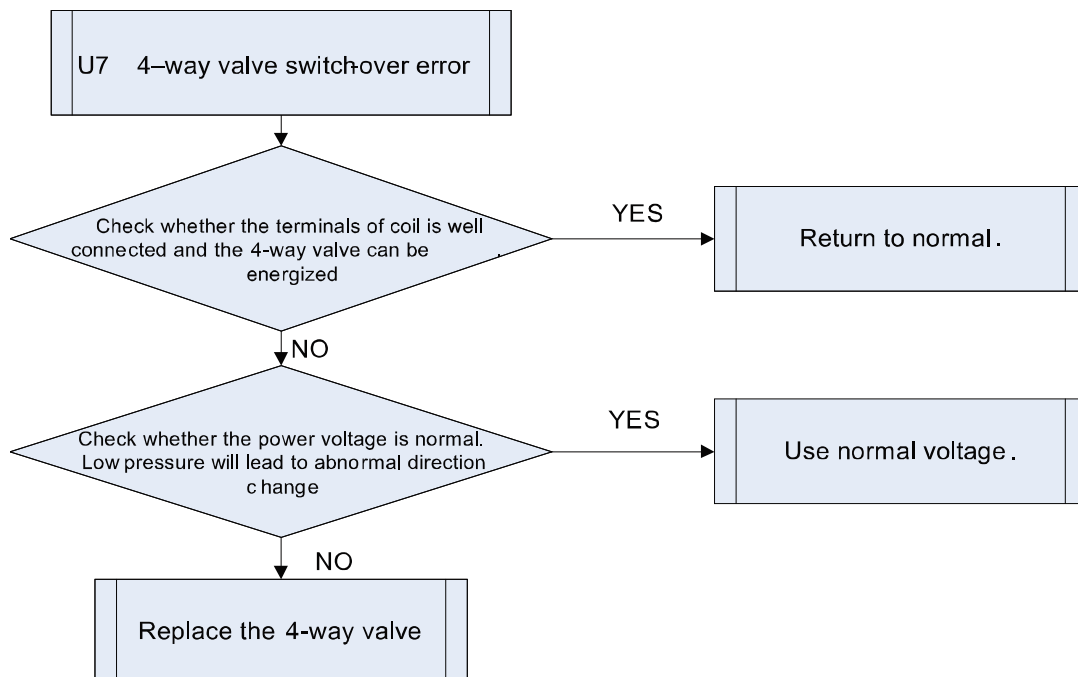 U7 4–way valve switch-over error
Check whether the terminals of coil is well
connected and the 4-way valve can be .
energized
YES
Return to normal.
NO
Check whether the power voltage is normal.
Low pressure will lead to abnormal direction
change
YES
Use normal voltage.
NO
Replace the 4-way valve